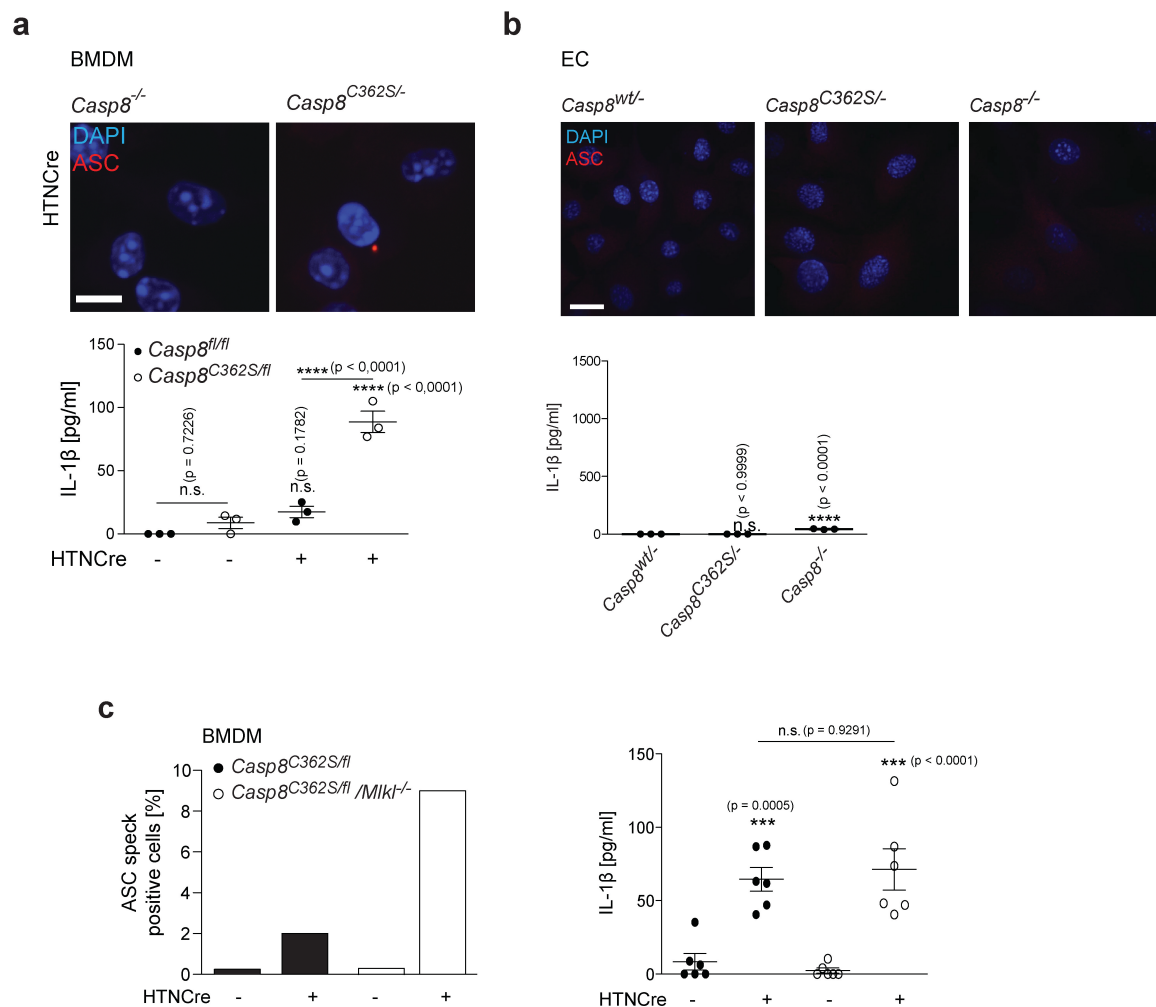 a
BMDM
Casp8-/-
Casp8C362S/-
HTNCre
DAPI
ASC
150
100
50
0
IL-1β [pg/ml]
Casp8fl/fl
Casp8C362S/fl
n.s.
(p = 0.7226)
n.s.
(p = 0.1782)
**** (p < 0,0001)
**** (p < 0,0001)
HTNCre - - + +
b
EC
Casp8wt/-
Casp8C362S/-
Casp8-/-
DAPI
ASC
1500
1000
500
0
IL-1β [pg/ml]
n.s.
(p < 0.9999)
****
(p < 0.0001)
Casp8wt/-
Casp8C362S/-
Casp8-/-
c
BMDM
Casp8C362S/fl
Casp8C362S/fl /Mlkl-/-
10
8
6
4
2
0
ASC speck
positive cells [%]
HTNCre - + - +
n.s. (p = 0.9291)
150
100
50
0
IL-1β [pg/ml]
(p = 0.0005)
***
*** (p < 0.0001)
HTNCre - + - +